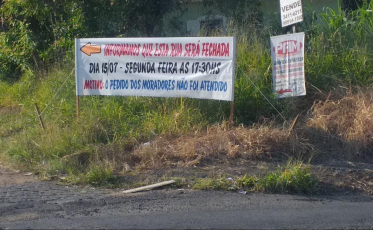 INFORMAMOS QUE ESTA RUA SERÁ FECHADA
DIA 15/07 - SEGUNDA FEIRA AS 17:30HS
MOTIVO: O PEDIDO DOS MORADORES NÃO FOI ATENDIDO
VENDE